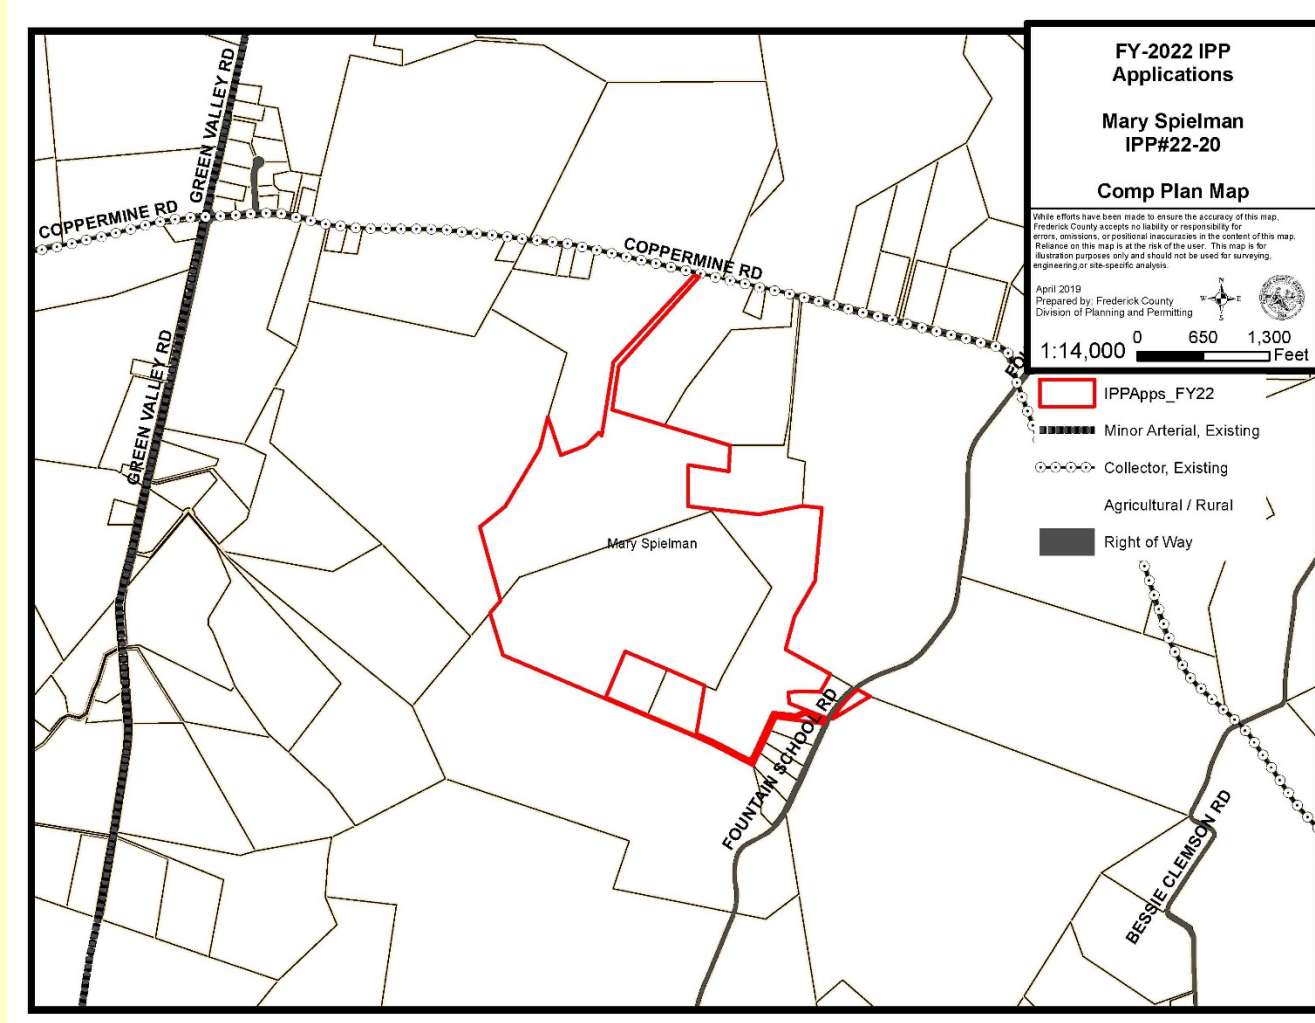 FY-2022 IPP
Applications
Mary Spielman
IPP#22-20
Comp Plan Map
While efforts have been made to ensure the accuracy of this map,
Frederick County accepts no liability or responsibility for
errors, omissions, or positional inaccuracies in the content of this map.
Reliance on this map is at the risk of the user. This map is for
illustration purposes only and should not be used for surveying,
engineering,or site-specific analysis.
April 2019
Prepared by: Frederick County
Division of Planning and Permitting
N
W
E
S
1:14,000
0 650 1,300
Feet
IPPApps_FY22
Minor Arterial, Existing
Collector, Existing
Agricultural / Rural
Right of Way
GREEN VALLEY RD
COPPERMINE RD
COPPERMINE RD
GREEN VALLEY RD
Mary Spielman
FOUNTAIN SCHOOL RD
BESSIE CLEMSON RD